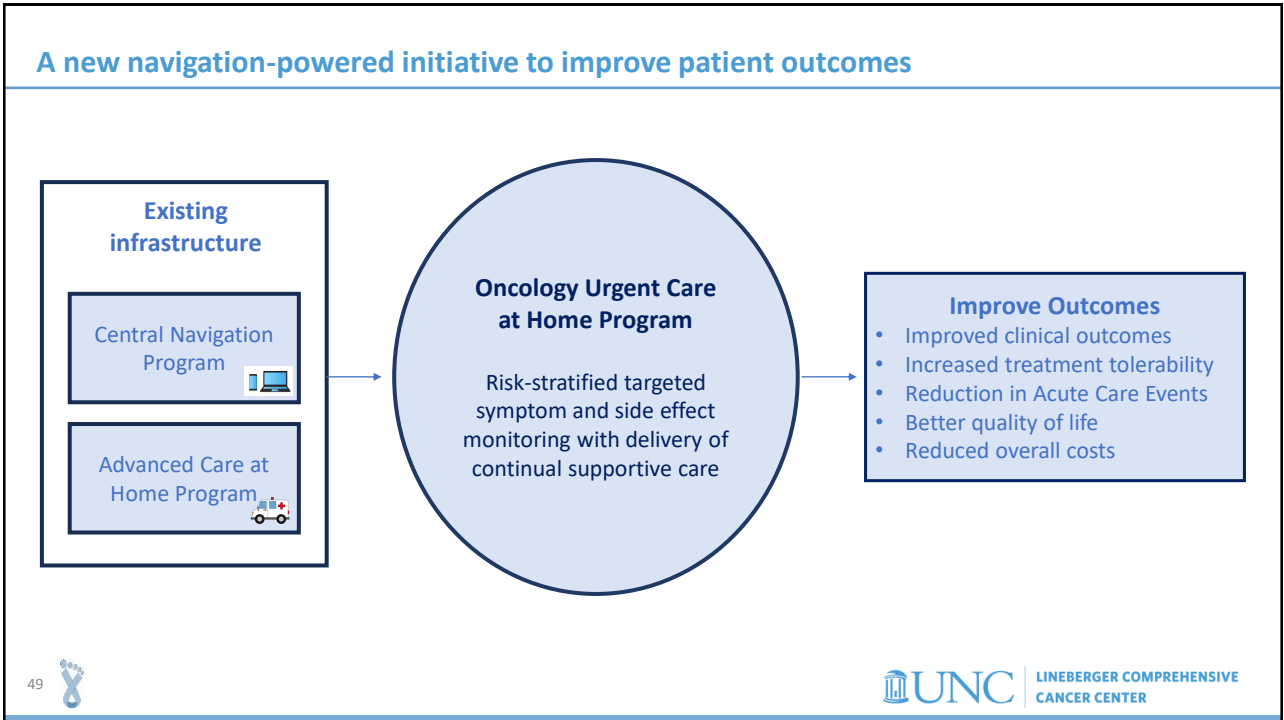 A new navigation-powered initiative to improve patient outcomes
Existing
infrastructure
Central Navigation
Program
Advanced Care at
Home Program
Oncology Urgent Care
at Home Program
Risk-stratified targeted
symptom and side effect
monitoring with delivery of
continual supportive care
Improve Outcomes
• Improved clinical outcomes
• Increased treatment tolerability
• Reduction in Acute Care Events
• Better quality of life
• Reduced overall costs
49
UNC
LINEBERGER COMPREHENSIVE
CANCER CENTER